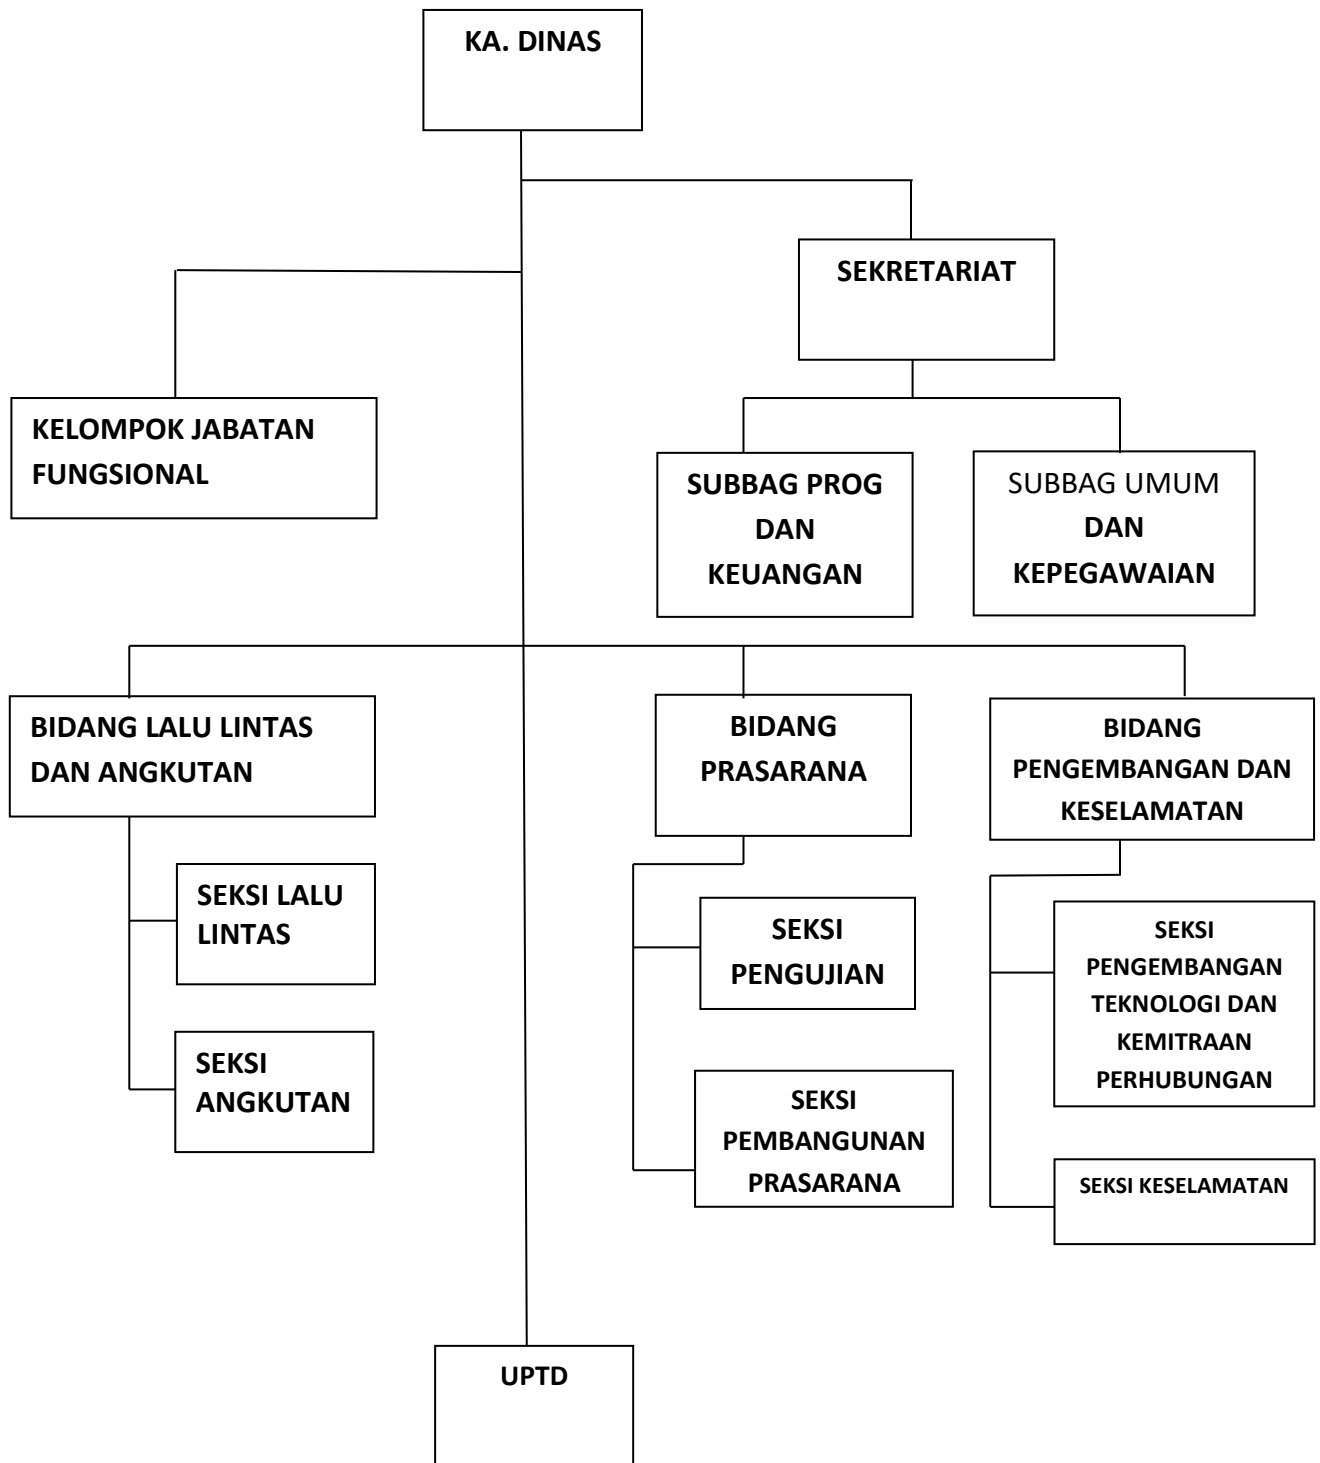 KA. DINAS
SEKRETARIAT
KELOMPOK JABATAN
FUNGSIONAL
SUBBAG PROG
DAN
KEUANGAN
SUBBAG UMUM
DAN
KEPEGAWAIAN
BIDANG LALU LINTAS
DAN ANGKUTAN
BIDANG
PRASARANA
BIDANG
PENGEMBANGAN DAN
KESELAMATAN
SEKSI LALU
LINTAS
SEKSI
ANGKUTAN
SEKSI
PENGUJIAN
SEKSI
PEMBANGUNAN
PRASARANA
SEKSI
PENGEMBANGAN
TEKNOLOGI DAN
KEMITRAAN
PERHUBUNGAN
SEKSI KESELAMATAN
UPTD